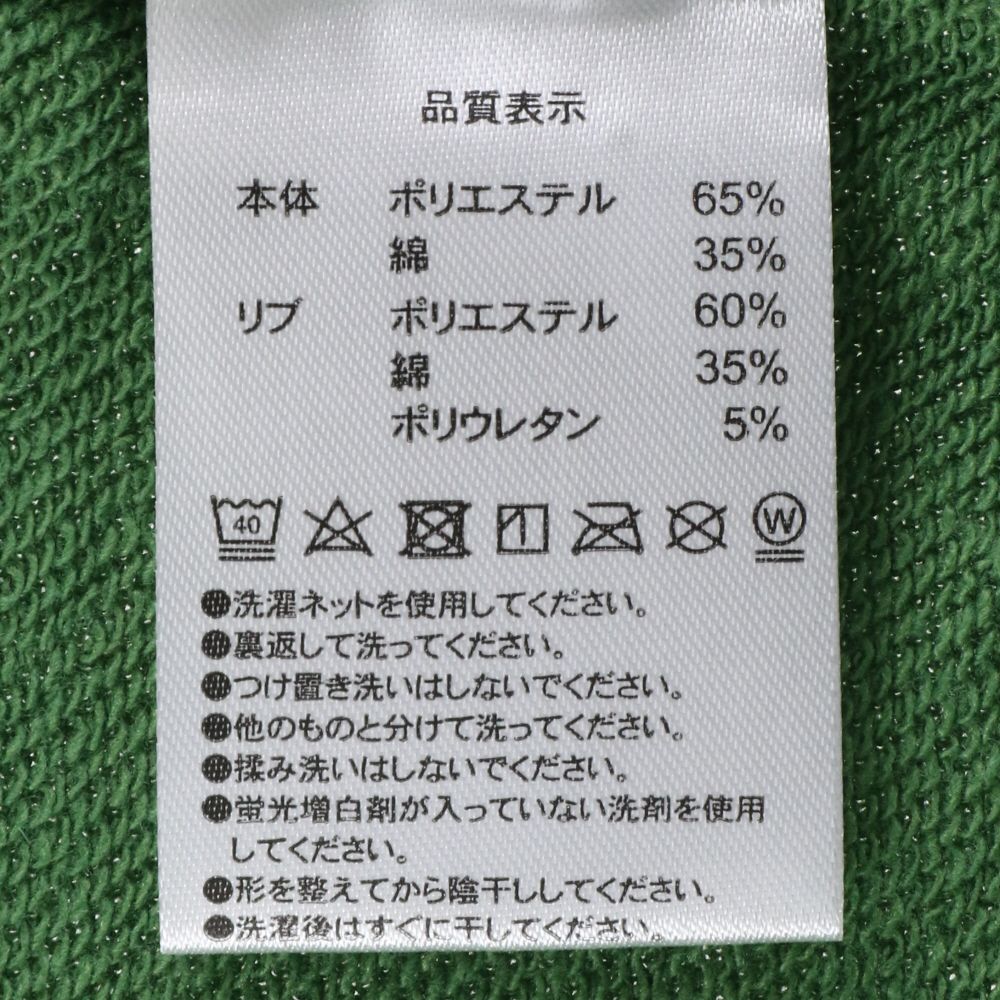 品質表示
本体 ポリエステル 65%
綿 35%
リブ ポリエステル 60%
綿 35%
ポリウレタン 5%
40 W
●洗濯ネットを使用してください。
●裏返して洗ってください。
●つけ置き洗いはしないでください。
●他のものと分けて洗ってください。
●揉み洗いはしないでください。
●蛍光増白剤が入っていない洗剤を使用
してください。
●形を整えてから陰干ししてください。
●洗濯後はすぐに干してください。